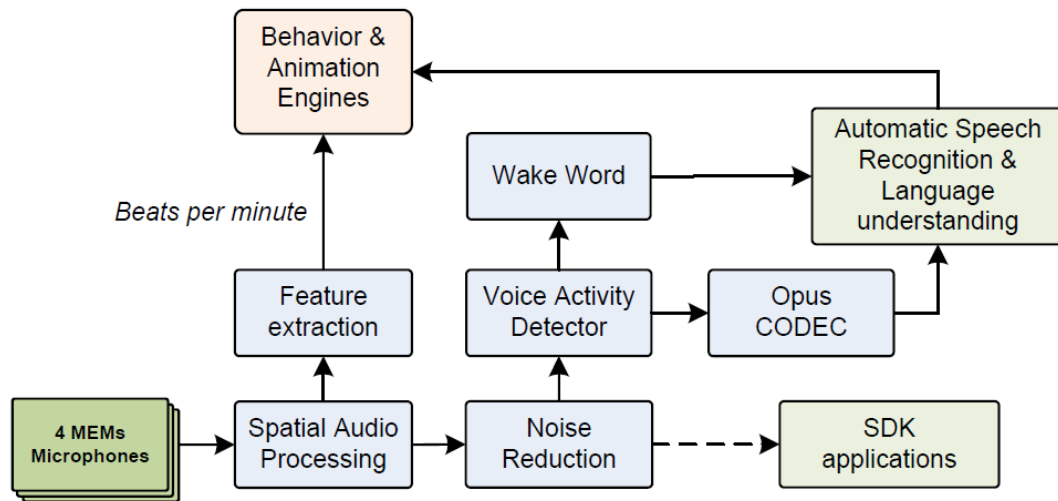 Behavior &
Animation
Engines
Automatic Speech
Recognition &
Language
understanding
Wake Word
Beats per minute
Feature
extraction
Voice Activity
Detector
Opus
CODEC
4 MEMs
Microphones
Spatial Audio
Processing
Noise
Reduction
SDK
applications